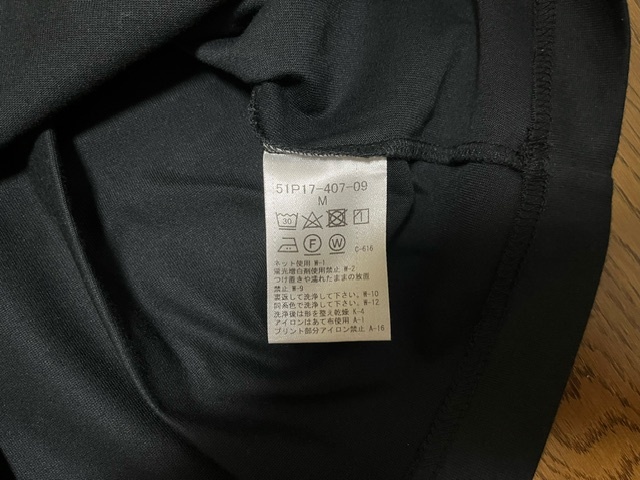 51P17-407-09
M
30
F W C-616
ネット使用 W-1
蛍光増白剤使用禁止 W-2
つけ置きや濡れたままの放置
禁止 W-9
裏返して洗浄して下さい。W-10
同系色で洗浄して下さい。W-12
洗浄後は形を整え乾燥 K-4
アイロンはあて布使用 A-1
プリント部分アイロン禁止 A-16